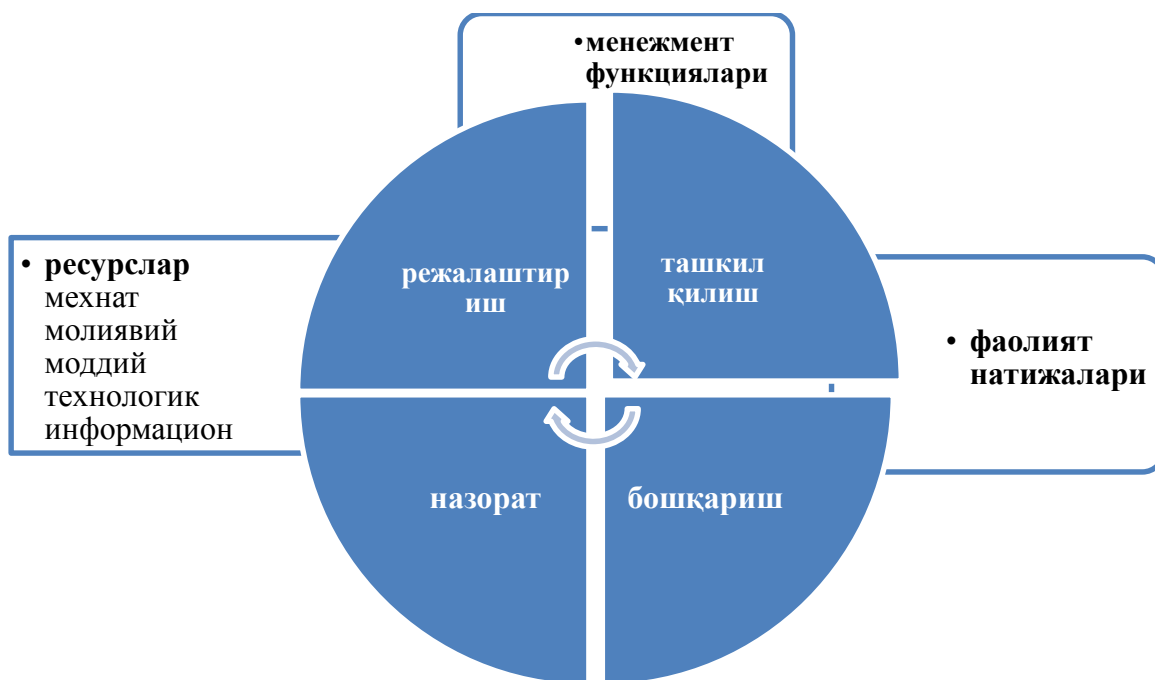 •менежмент
функциялари
• ресурслар
мехнат
молиявий
моддий
технологик
информацион
режалаштир
иш
ташкил
қилиш
• фаолият
натижалари
назорат
бошқариш